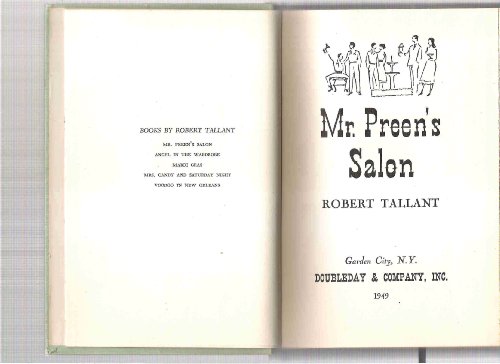 BOOKS BY ROBERT TALLANT
MR. PREEN'S SALON
ANGEL IN THE WARDROBE
MARDI GRAS
MRS. CANDY AND SATURDAY NIGHT
VOODOO IN NEW ORLEANS
Mr. Preen's
Salon
ROBERT TALLANT
Garden City, N.Y.
DOUBLEDAY & COMPANY, INC.
1949